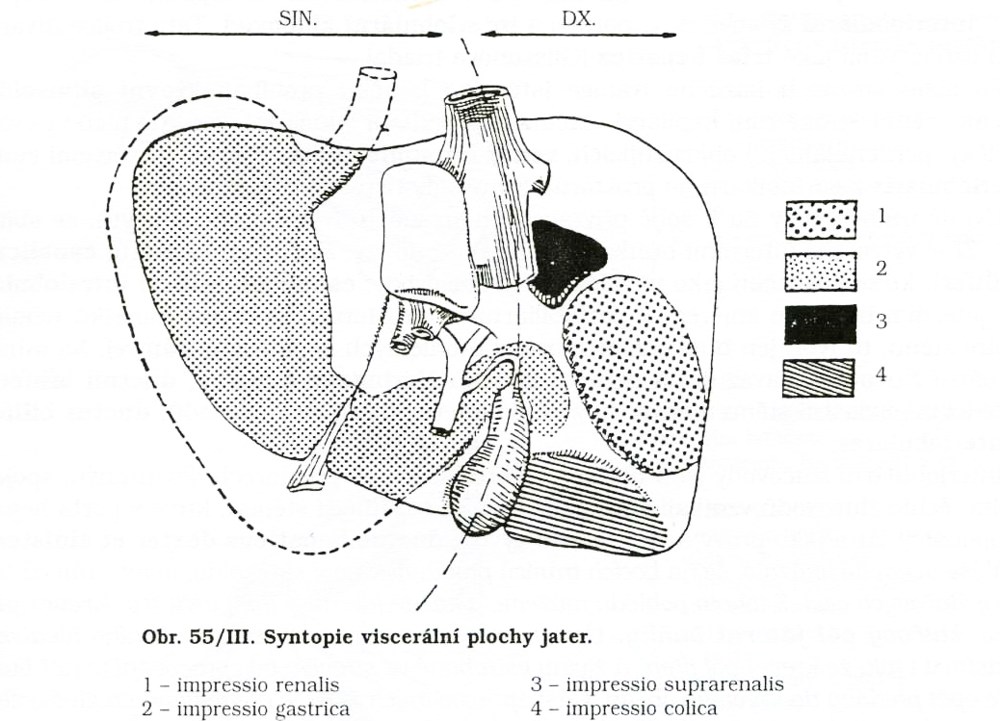 SIN. DX.
1
2
3
4
Obr. 55/III. Syntopie viscerální plochy jater.
1 – impressio renalis
2 – impressio gastrica
3 – impressio suprarenalis
4 – impressio colica